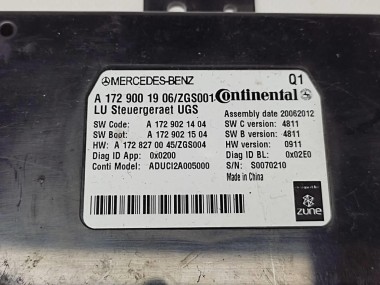 MERCEDES-BENZ Q1
A 172 900 19 06/ZGS001 Continental
LU Steuergeraet UGS Assembly date 20062012
SW Code: A 172 902 14 04 SW C version: 4811
SW Boot: A 172 902 15 04 SW B version: 4811
HW: A 172 827 00 45/ZGS004 HW version: 0911
Diag ID App: 0x0200 Diag ID BL: 0x02E0
Conti Model: ADUCI2A005000 S/N: S0070210
Made in China
zune